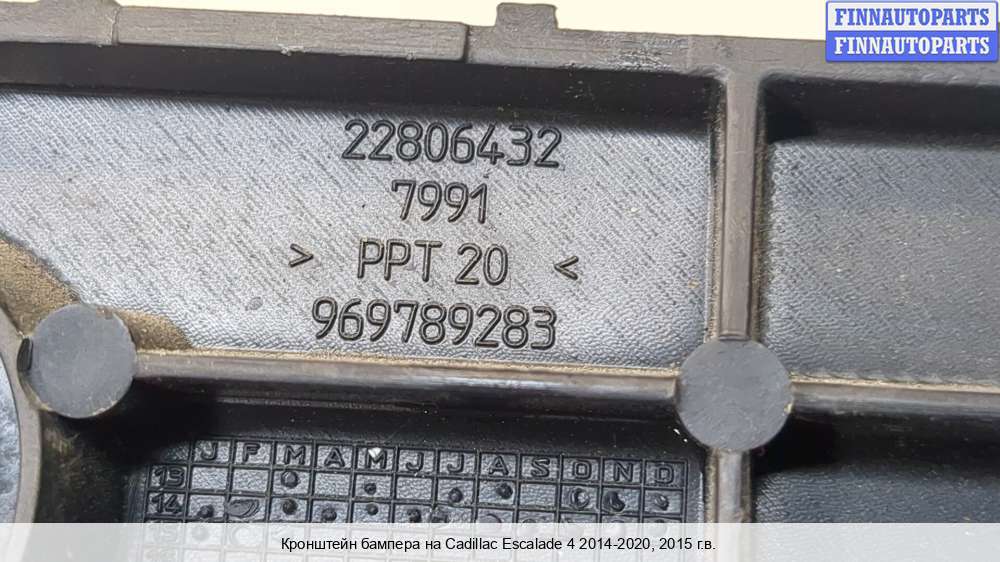 FINNAUTOPARTS
FINNAUTOPARTS
22806432
7991
> PPT 20 <
969789283
J F M A M J J A S O N D
13
14
Кронштейн бампера на Cadillac Escalade 4 2014-2020, 2015 г.в.